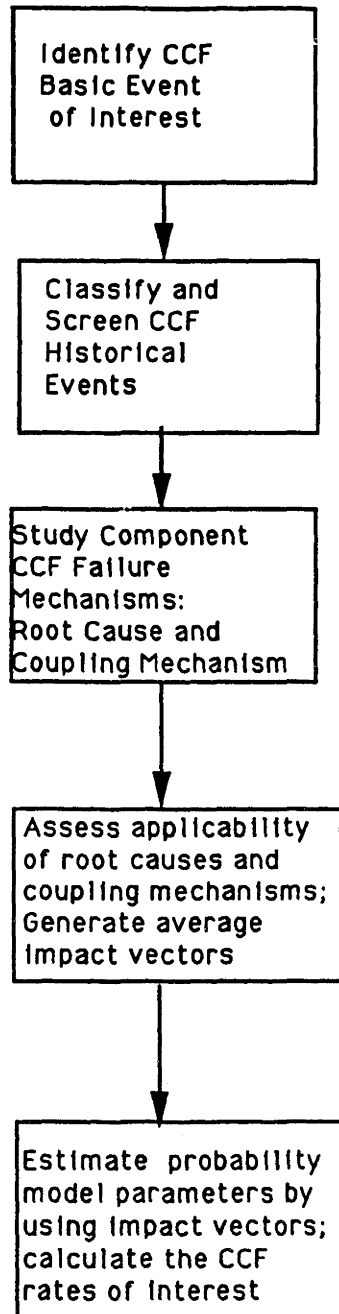 Identify CCF
Basic Event
of Interest
Classify and
Screen CCF
Historical
Events
Study Component
CCF Failure
Mechanisms:
Root Cause and
Coupling Mechanism
Assess applicability
of root causes and
coupling mechanisms;
Generate average
impact vectors
Estimate probability
model parameters by
using impact vectors;
calculate the CCF
rates of interest